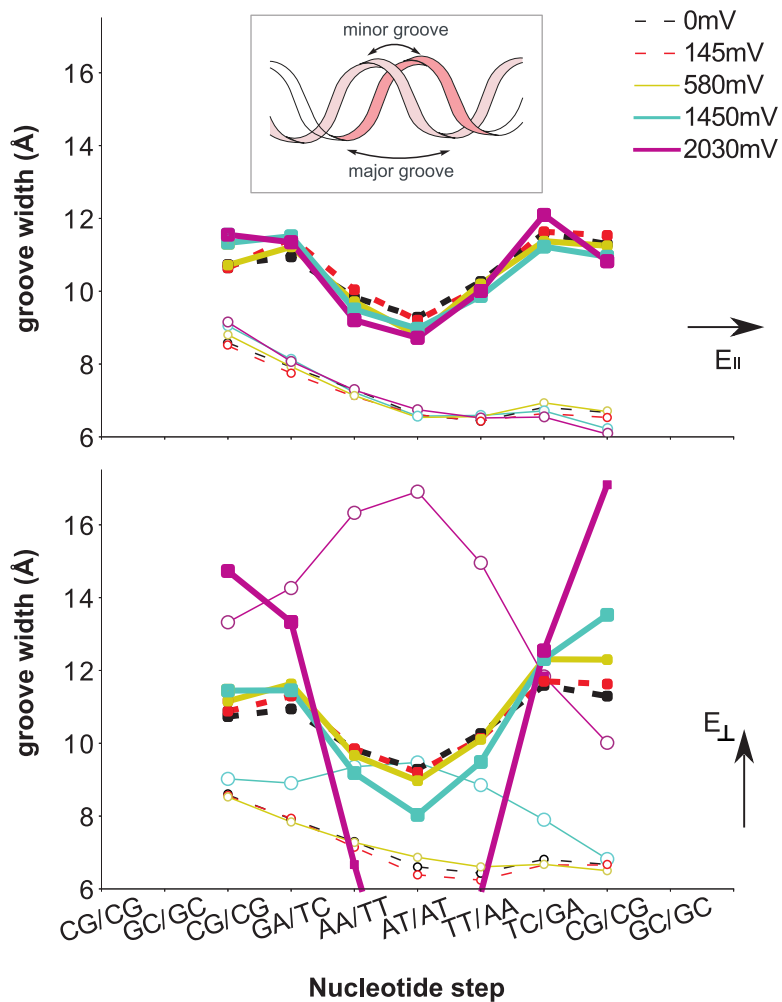 minor groove
major groove
0mV
145mV
580mV
1450mV
2030mV
groove width (Å)
16
14
12
10
8
6
E||
groove width (Å)
16
14
12
10
8
6
E⊥
CG/CG
GC/GC
CG/CG
GA/TC
AA/TT
AT/AT
TT/AA
TC/GA
CG/CG
GC/GC
Nucleotide step